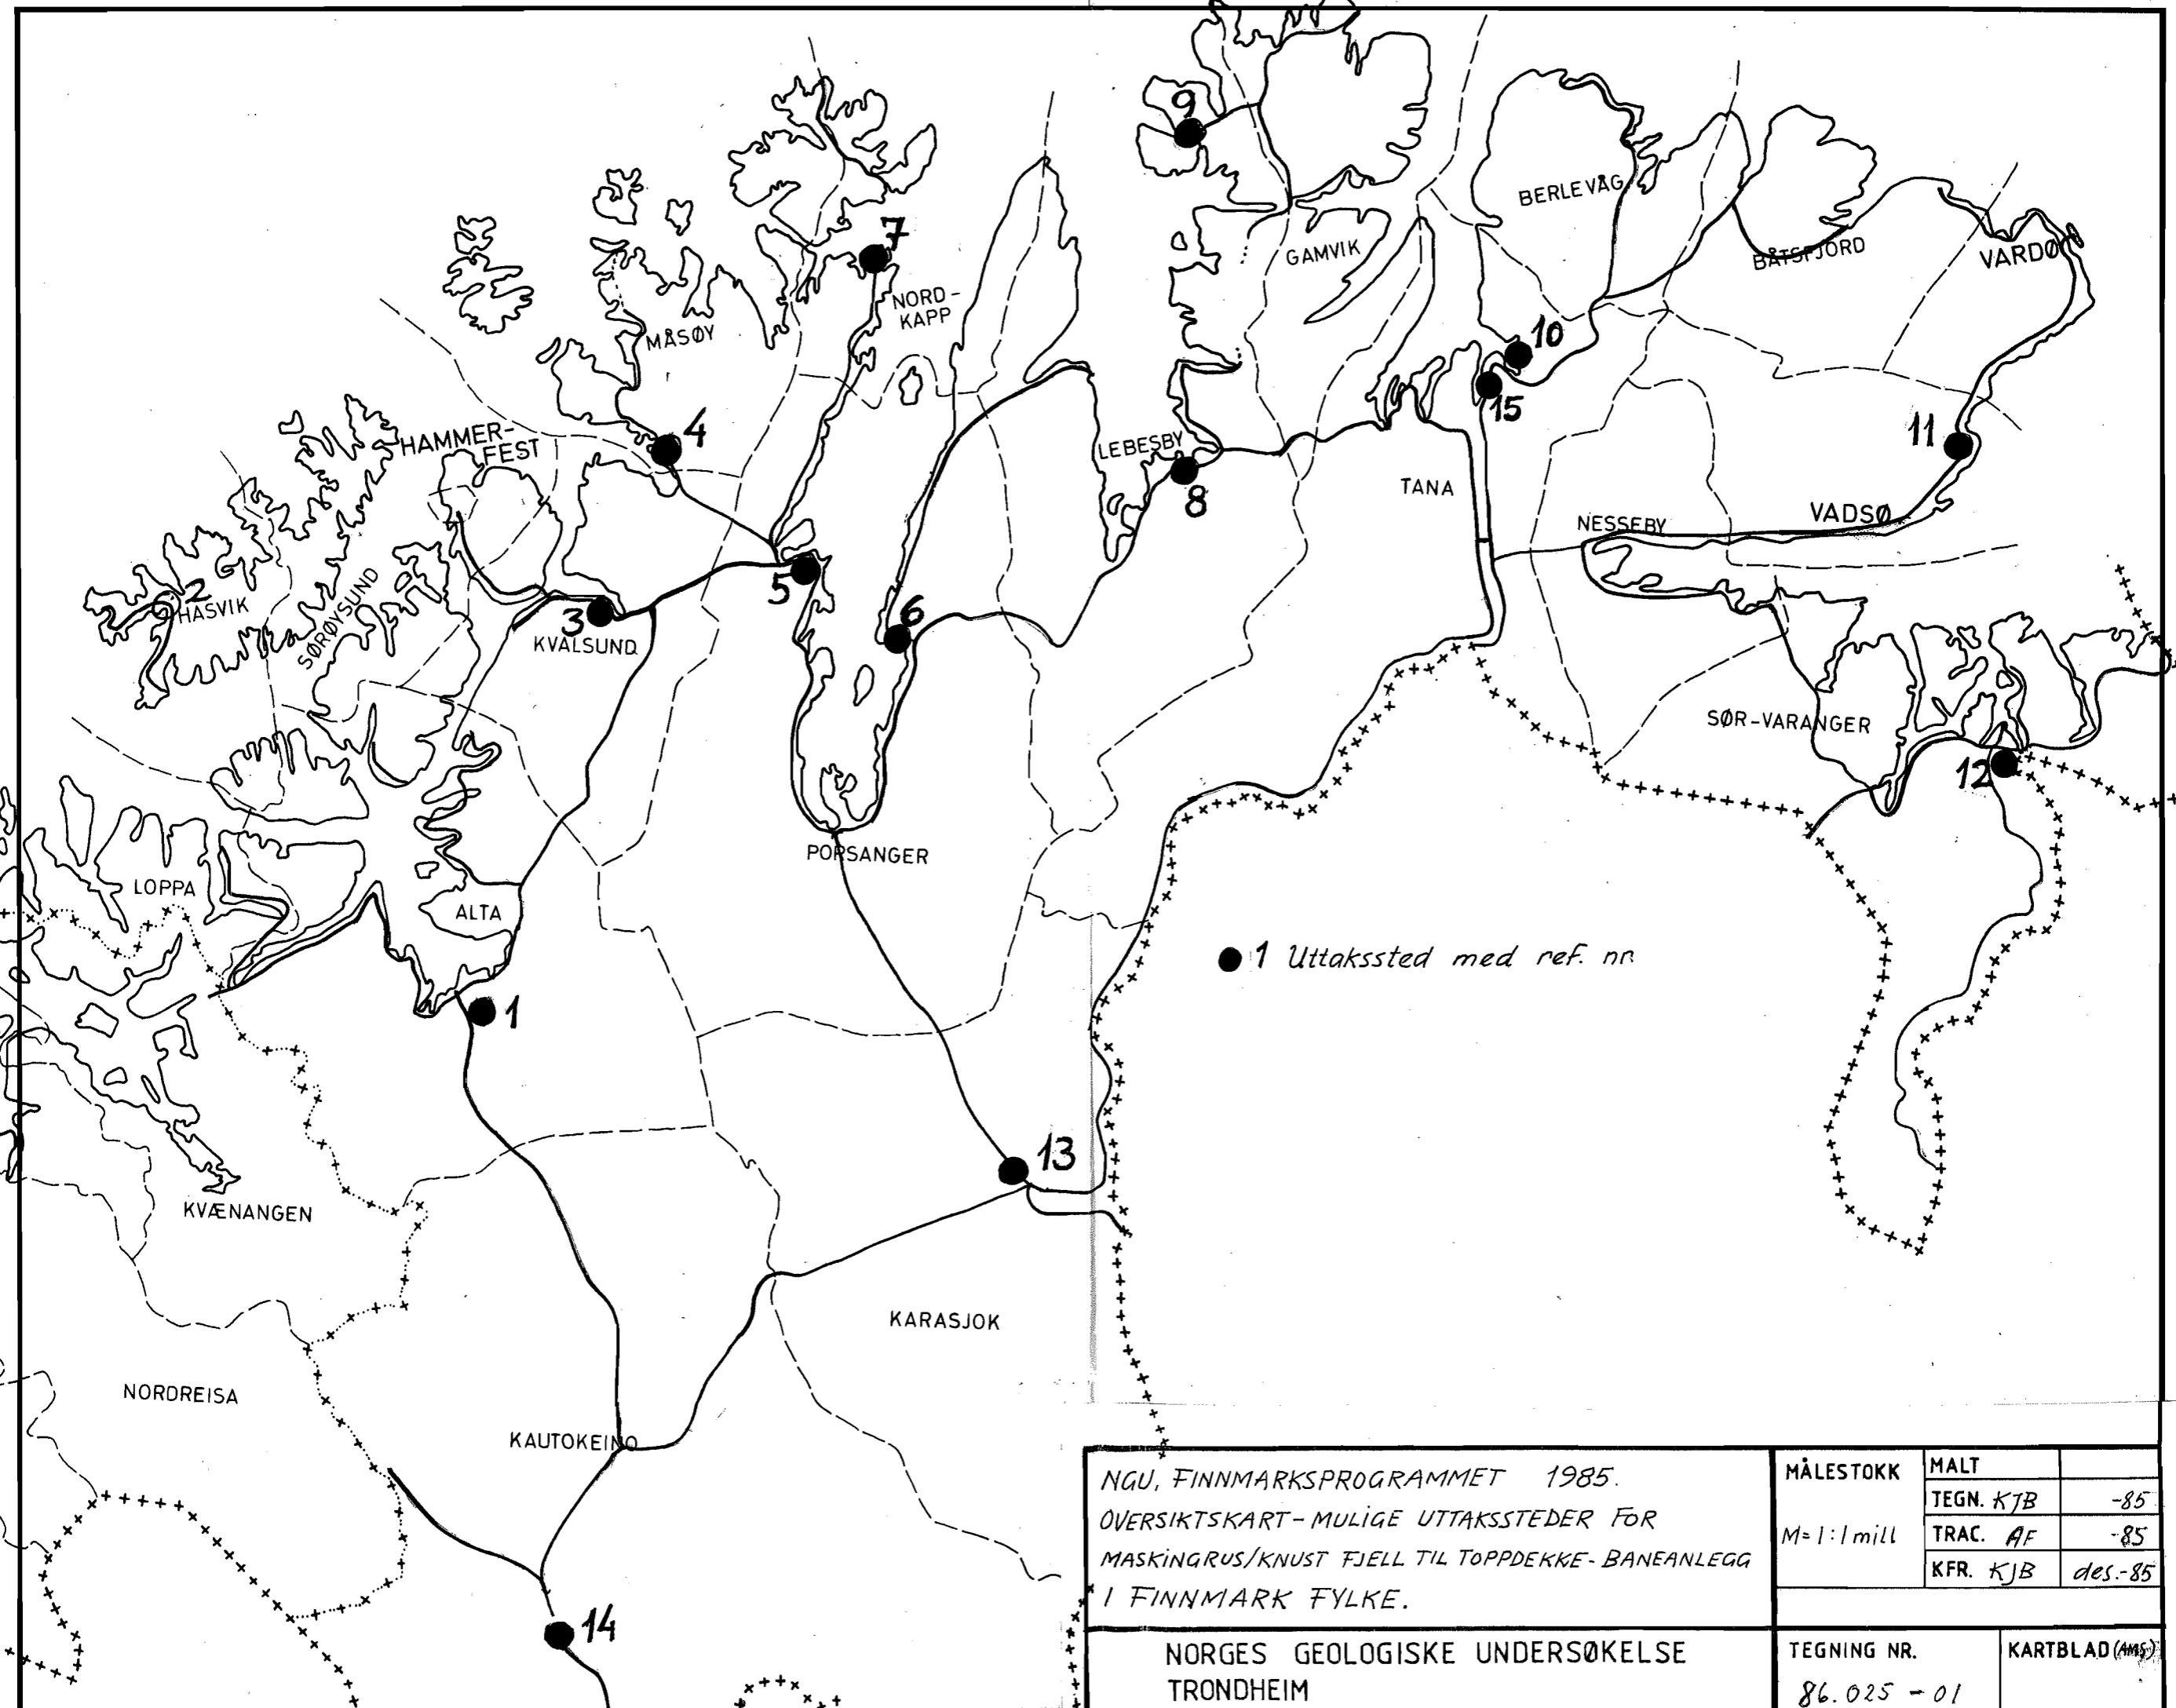 9
BERLEVÅG
7
GAMVIK
BÅTSFJORD
VARDØ
NORD-
KAPP
MÅSØY
10
15
4
HAMMER-
FEST
LEBESBY
8
TANA
11
NESSEBY
VADSØ
2
HASVIK
SØRØYSUND
5
3
KVALSUND
6
SØR-VARANGER
12
PORSANGER
LOPPA
ALTA
1
1 Uttakssted med ref. nr.
13
KVÆNANGEN
KARASJOK
NORDREISA
KAUTOKEINO
14
NGU, FINNMARKSPROGRAMMET 1985.
OVERSIKTSKART - MULIGE UTTAKSSTEDER FOR
MASKINGRUS/KNUST FJELL TIL TOPPDEKKE - BANEANLEGG
I FINNMARK FYLKE.
MÅLESTOKK
M= 1:1 mill
MALT
TEGN. KJB -85
TRAC. AF -85
KFR. KJB des.-85
NORGES GEOLOGISKE UNDERSØKELSE
TRONDHEIM
TEGNING NR.
86.025 - 01
KARTBLAD (AMS)